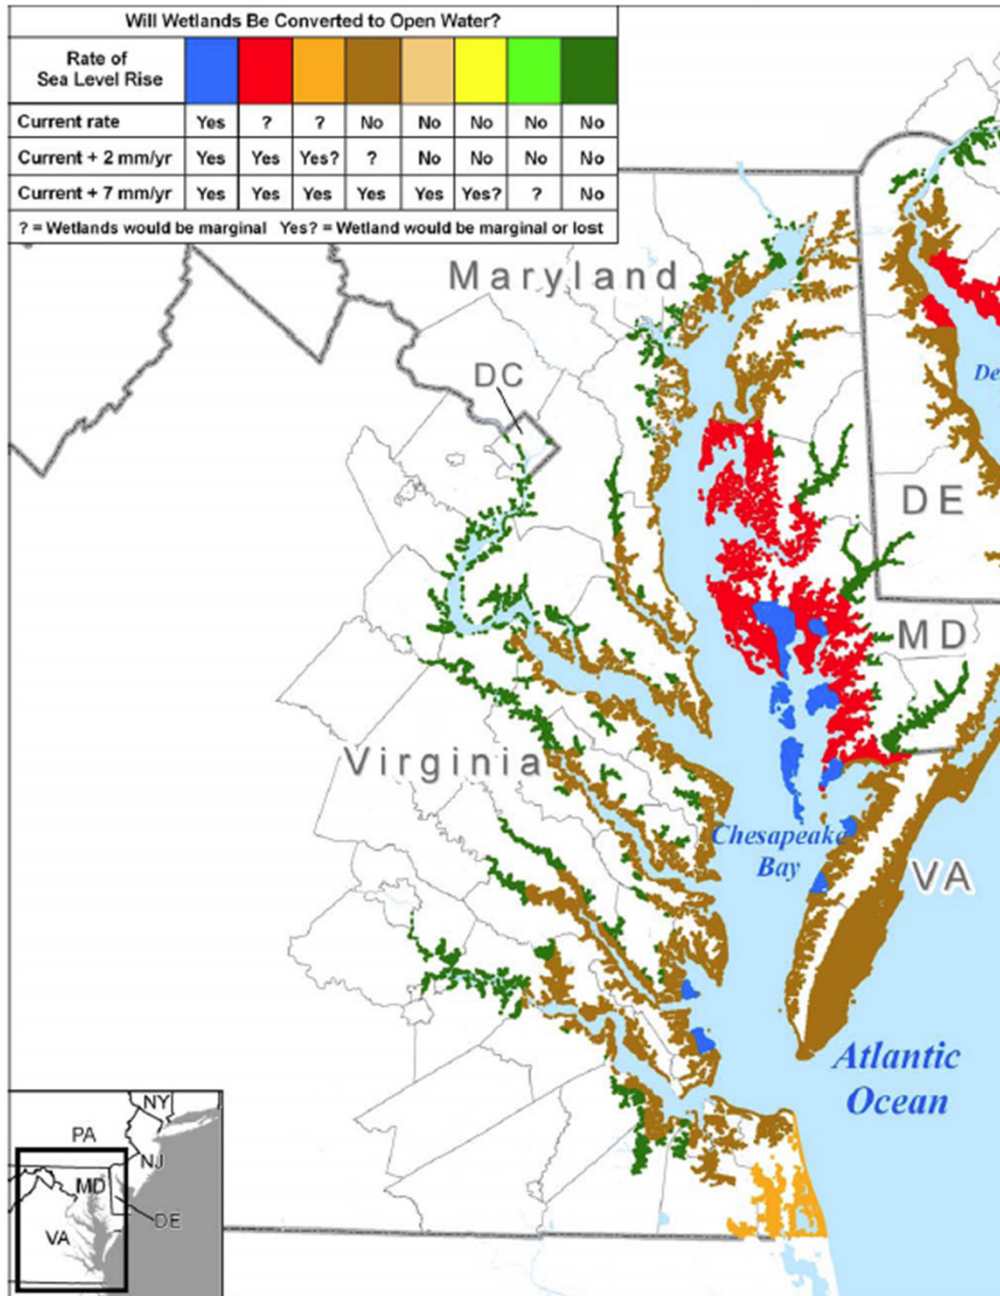 Will Wetlands Be Converted to Open Water?
Rate of
Sea Level Rise
Current rate Yes ? ? No No No No No
Current + 2 mm/yr Yes Yes Yes? ? No No No No
Current + 7 mm/yr Yes Yes Yes Yes Yes Yes? ? No
? = Wetlands would be marginal Yes? = Wetland would be marginal or lost
Maryland
DC
De
DE
MD
Virginia
Chesapeake
Bay
VA
Atlantic
Ocean
NY
PA
NJ
MD
DE
VA